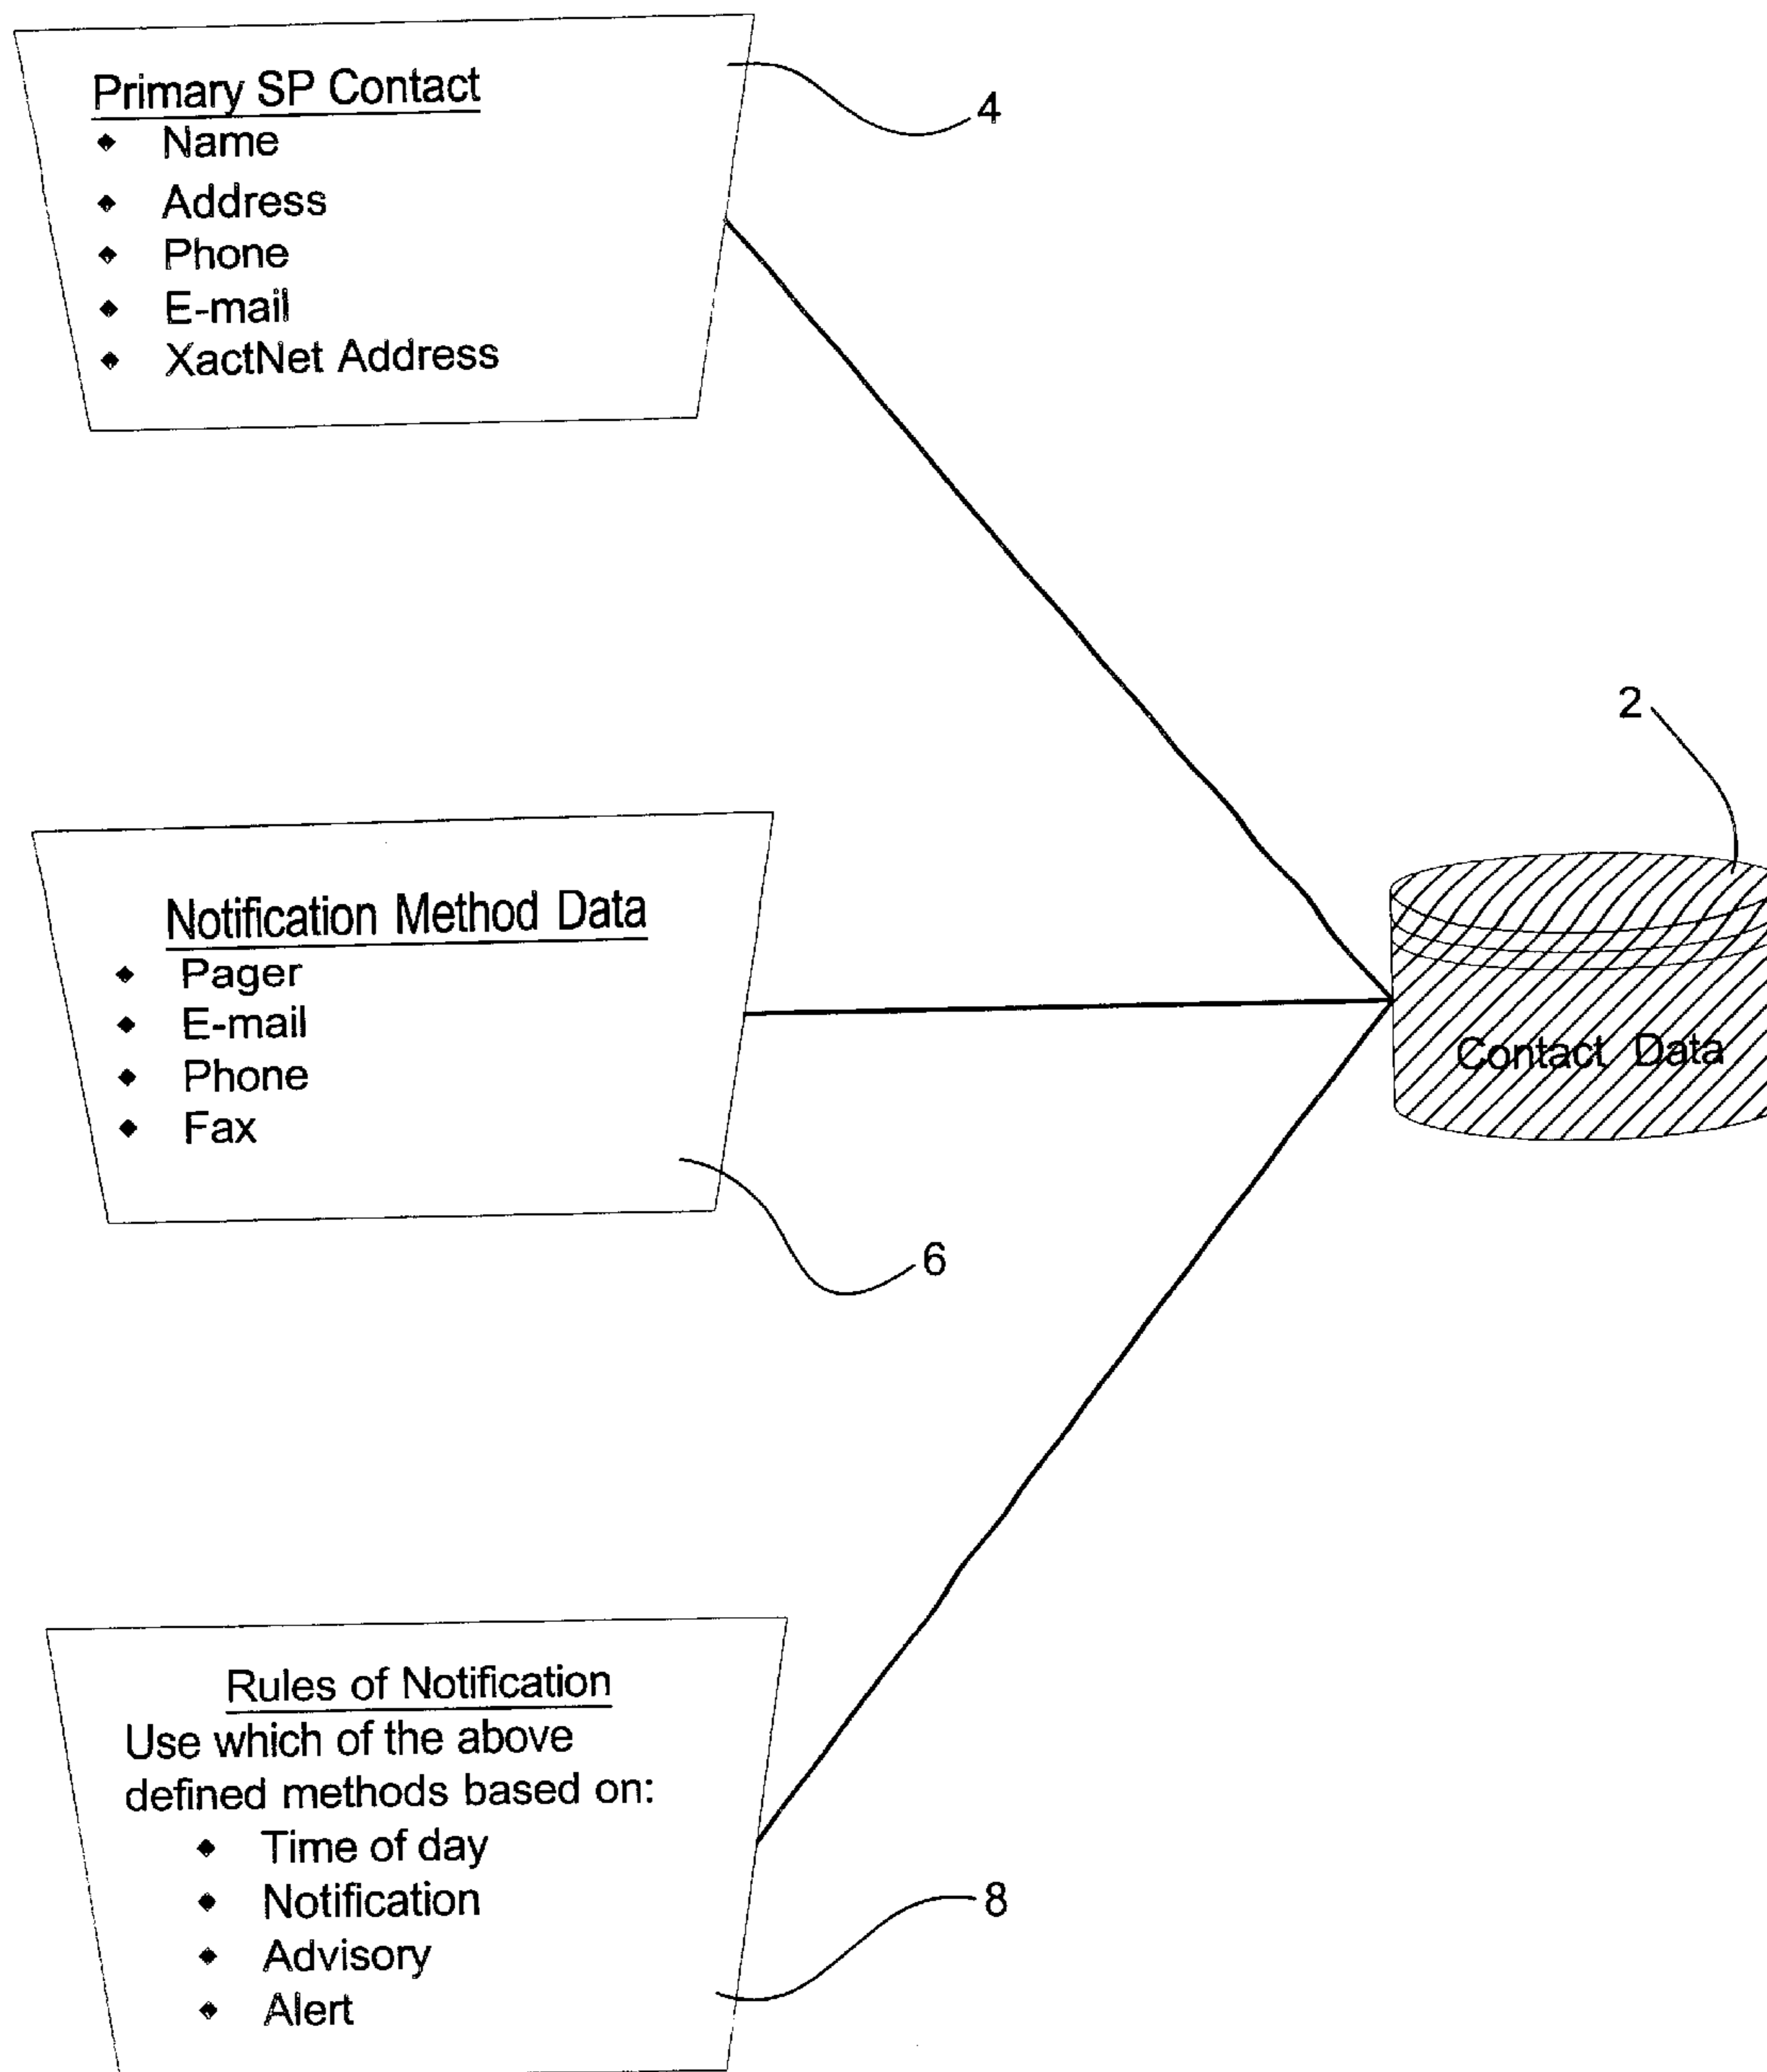 Primary SP Contact
◆ Name
◆ Address
◆ Phone
◆ E-mail
◆ XactNet Address
4
2
Notification Method Data
◆ Pager
◆ E-mail
◆ Phone
◆ Fax
Contact Data
6
Rules of Notification
Use which of the above
defined methods based on:
◆ Time of day
◆ Notification
◆ Advisory
◆ Alert
8